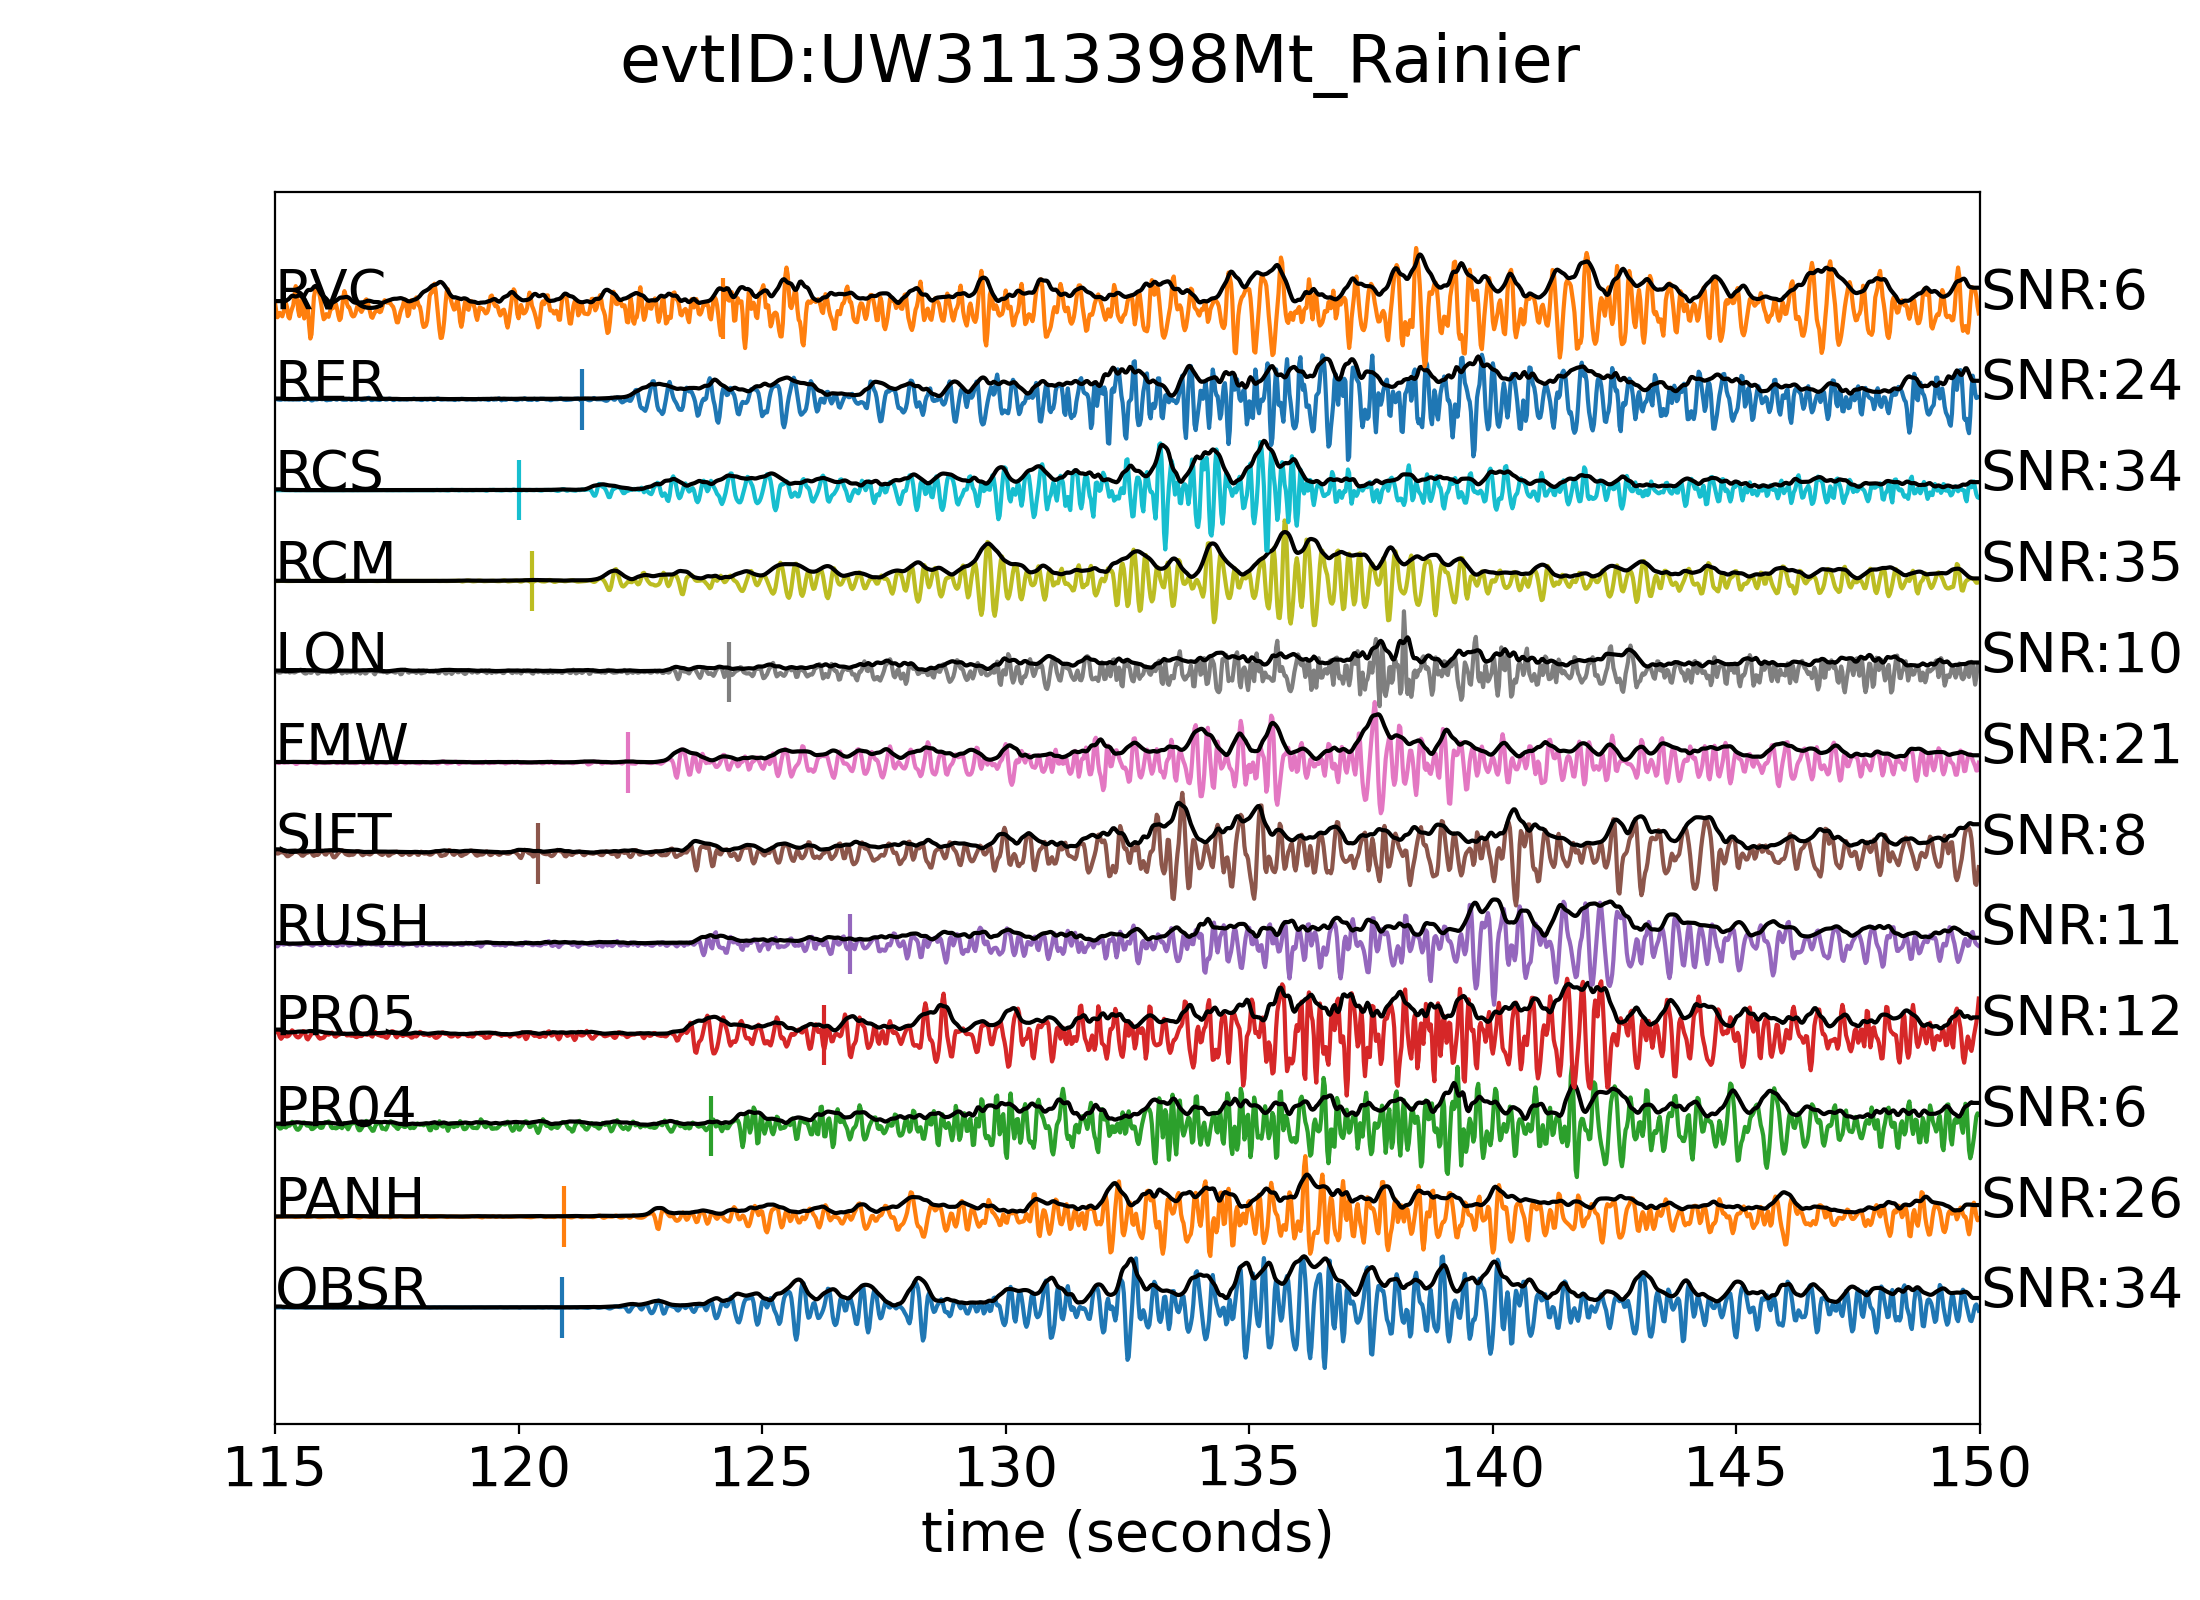 evtID:UW3113398Mt_Rainier
RVC SNR:6
RER SNR:24
RCS SNR:34
RCM SNR:35
LON SNR:10
FMW SNR:21
SIFT SNR:8
RUSH SNR:11
PR05 SNR:12
PR04 SNR:6
PANH SNR:26
OBSR SNR:34
115 120 125 130 135 140 145 150
time (seconds)